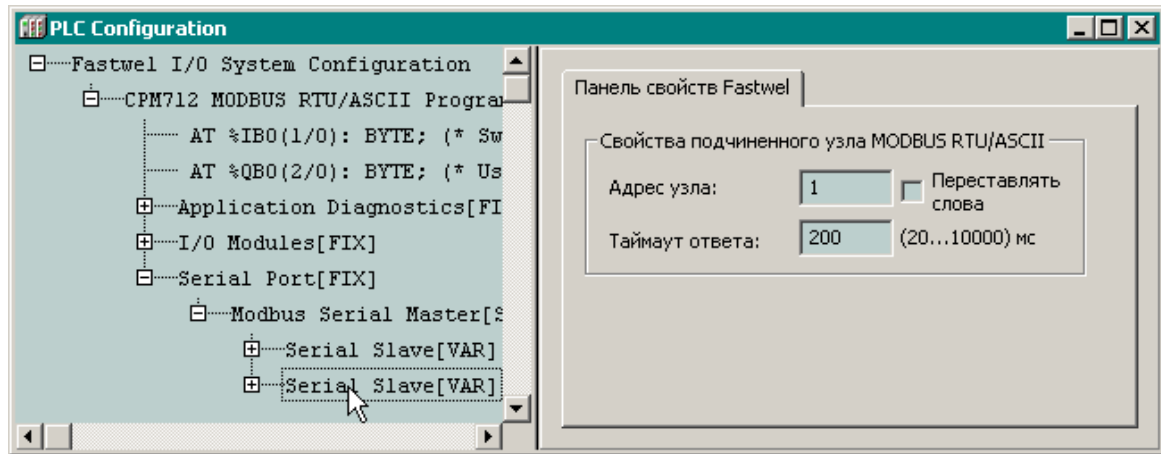 PLC Configuration
Fastwel I/O System Configuration
CPM712 MODBUS RTU/ASCII Progra
AT %IB0(1/0): BYTE; (* Sw
AT %QB0(2/0): BYTE; (* Us
Application Diagnostics[FI
I/O Modules[FIX]
Serial Port[FIX]
Modbus Serial Master[S
Serial Slave[VAR]
Serial Slave[VAR]
Панель свойств Fastwel
Свойства подчиненного узла MODBUS RTU/ASCII
Адрес узла:
1
Переставлять
слова
Таймаут ответа:
200
(20...10000) мс